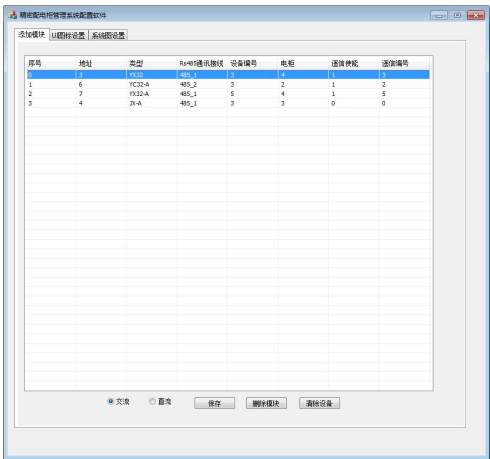 精密配电柜管理系统配置软件
添加模块 UI图标设置 系统图设置
序号 地址 类型 Rs485通讯接线 设备编号 电柜 遥信使能 遥信编号
0 3 YX32 485_1 3 4 1 3
1 6 YC32-A 485_2 3 2 1 2
2 7 YX32-A 485_1 5 4 1 5
3 4 JX-A 485_1 3 3 0 0
交流 直流 保存 删除模块 清除设备